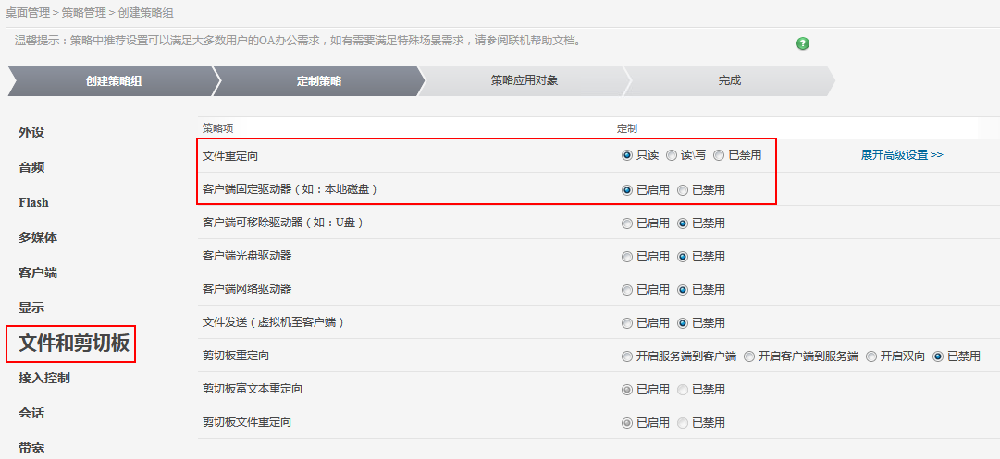 桌面管理 > 策略管理 > 创建策略组
温馨提示：策略中推荐设置可以满足大多数用户的OA办公需求，如有需要满足特殊场景需求，请参阅联机帮助文档。
?
创建策略组 定制策略 策略应用对象 完成
外设
音频
Flash
多媒体
客户端
显示
文件和剪切板
接入控制
会话
带宽
策略项 定制
文件重定向 只读 读\写 已禁用 展开高级设置 >>
客户端固定驱动器（如：本地磁盘） 已启用 已禁用
客户端可移除驱动器（如：U盘） 已启用 已禁用
客户端光盘驱动器 已启用 已禁用
客户端网络驱动器 已启用 已禁用
文件发送（虚拟机至客户端） 已启用 已禁用
剪切板重定向 开启服务端到客户端 开启客户端到服务端 开启双向 已禁用
剪切板富文本重定向 已启用 已禁用
剪切板文件重定向 已启用 已禁用